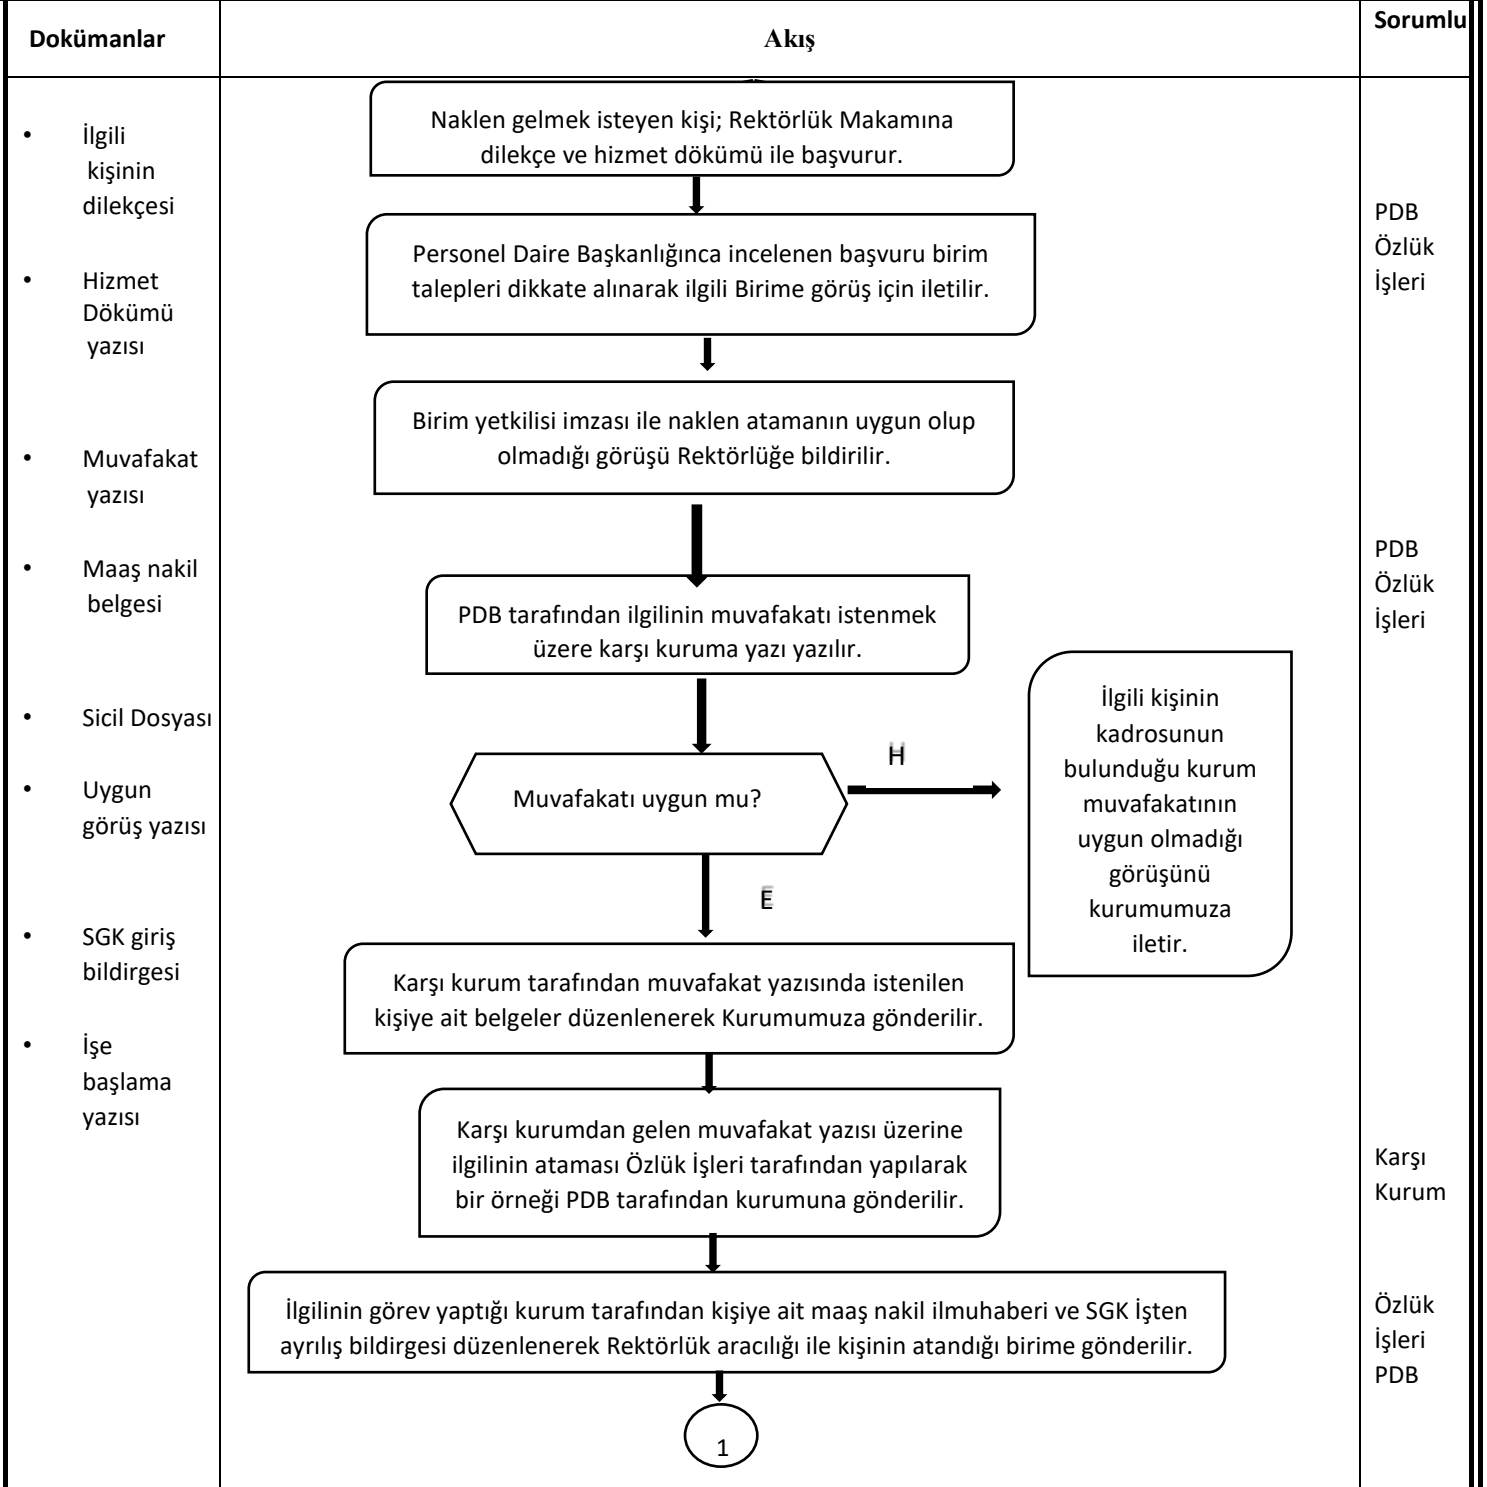 Dokümanlar
Akış
Sorumlu
• İlgili
kişinin
dilekçesi
• Hizmet
Dökümü
yazısı
• Muvafakat
yazısı
• Maaş nakil
belgesi
• Sicil Dosyası
• Uygun
görüş yazısı
• SGK giriş
bildirgesi
• İşe
başlama
yazısı
Naklen gelmek isteyen kişi; Rektörlük Makamına
dilekçe ve hizmet dökümü ile başvurur.
Personel Daire Başkanlığınca incelenen başvuru birim
talepleri dikkate alınarak ilgili Birime görüş için iletilir.
Birim yetkilisi imzası ile naklen atamanın uygun olup
olmadığı görüşü Rektörlüğe bildirilir.
PDB tarafından ilgilinin muvafakatı istenmek
üzere karşı kuruma yazı yazılır.
Muvafakatı uygun mu?
H
İlgili kişinin
kadrosunun
bulunduğu kurum
muvafakatının
uygun olmadığı
görüşünü
kurumumuza
iletir.
E
Karşı kurum tarafından muvafakat yazısında istenilen
kişiye ait belgeler düzenlenerek Kurumumuza gönderilir.
Karşı kurumdan gelen muvafakat yazısı üzerine
ilgilinin ataması Özlük İşleri tarafından yapılarak
bir örneği PDB tarafından kurumuna gönderilir.
İlgilinin görev yaptığı kurum tarafından kişiye ait maaş nakil ilmuhaberi ve SGK İşten
ayrılış bildirgesi düzenlenerek Rektörlük aracılığı ile kişinin atandığı birime gönderilir.
1
PDB
Özlük
İşleri
PDB
Özlük
İşleri
Karşı
Kurum
Özlük
İşleri
PDB